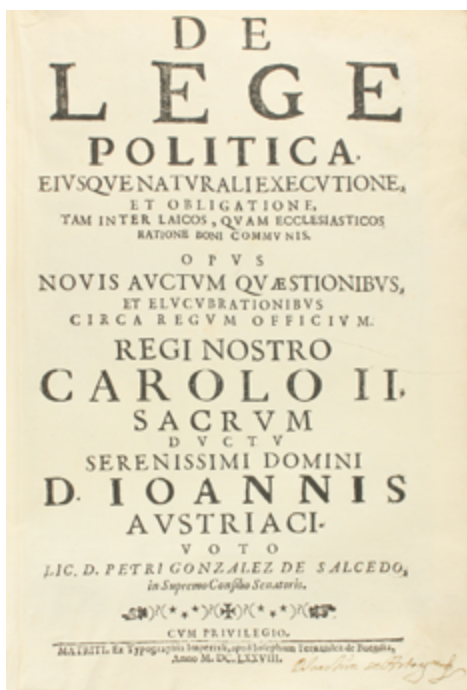 DE
LEGE
POLITICA.
EIVSQVE NATVRALI EXECVTIONE,
ET OBLIGATIONE,
TAM INTER LAICOS, QVAM ECCLESIASTICOS
RATIONE BONI COMMVNIS.
OPVS
NOVIS AVCTVM QVÆSTIONIBVS,
ET ELVCVBRATIONIBVS
CIRCA REGVM OFFICIVM.
REGI NOSTRO
CAROLO II.
SACRVM
DVCTV
SERENISSIMI DOMINI
D. IOANNIS
AVSTRIACI.
VOTO
LIC. D. PETRI GONZALEZ DE SALCEDO,
in Supremo Consilio Senatoris.
CVM PRIVILEGIO.
MATRITI. Ex Typographia Imperiali, apud Iosephum Fernandez de Buendia,
Anno M. DC. LXXVIII.